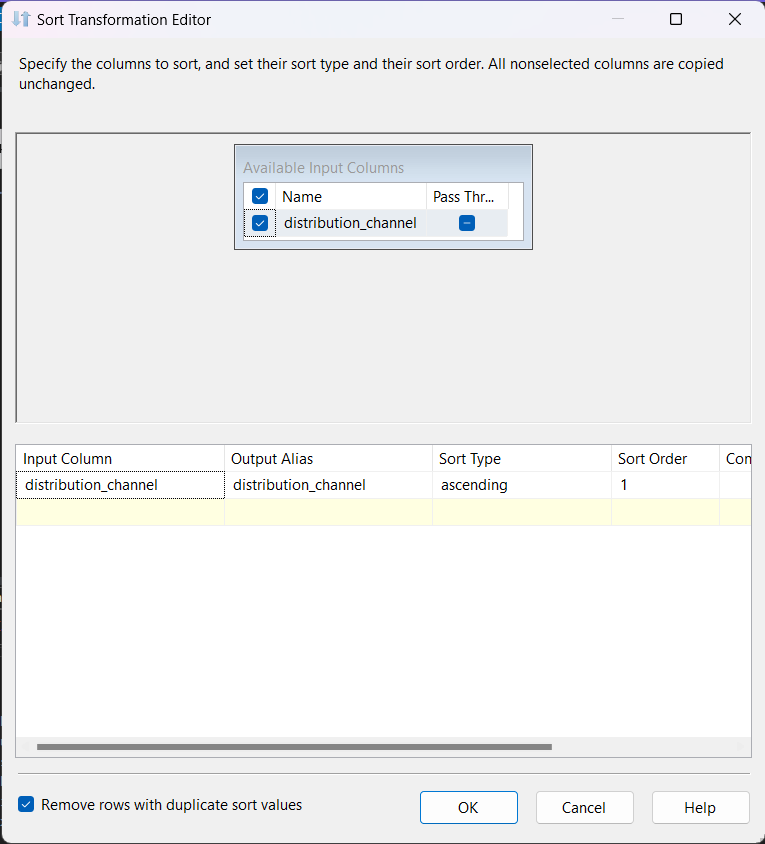 Sort Transformation Editor
Specify the columns to sort, and set their sort type and their sort order. All nonselected columns are copied
unchanged.
Available Input Columns
Name Pass Thr...
distribution_channel
Input Column Output Alias Sort Type Sort Order Con
distribution_channel distribution_channel ascending 1
Remove rows with duplicate sort values OK Cancel Help